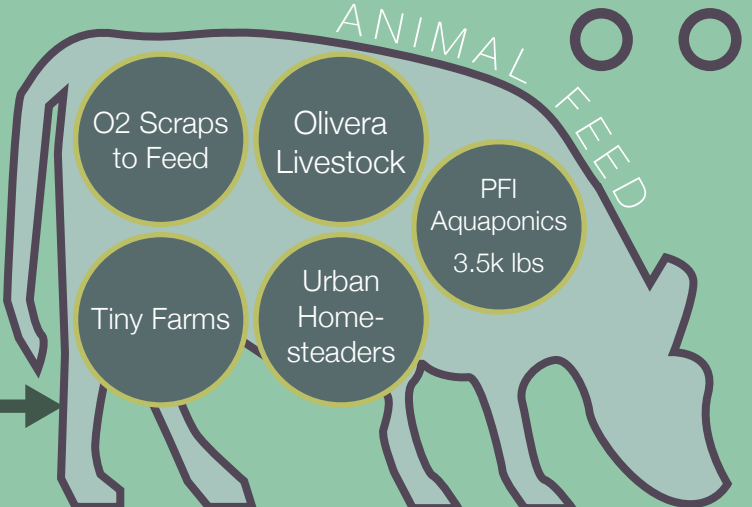 ANIMAL FEED
O2 Scraps
to Feed
Olivera
Livestock
PFI
Aquaponics
3.5k lbs
Tiny Farms
Urban
Home-
steaders